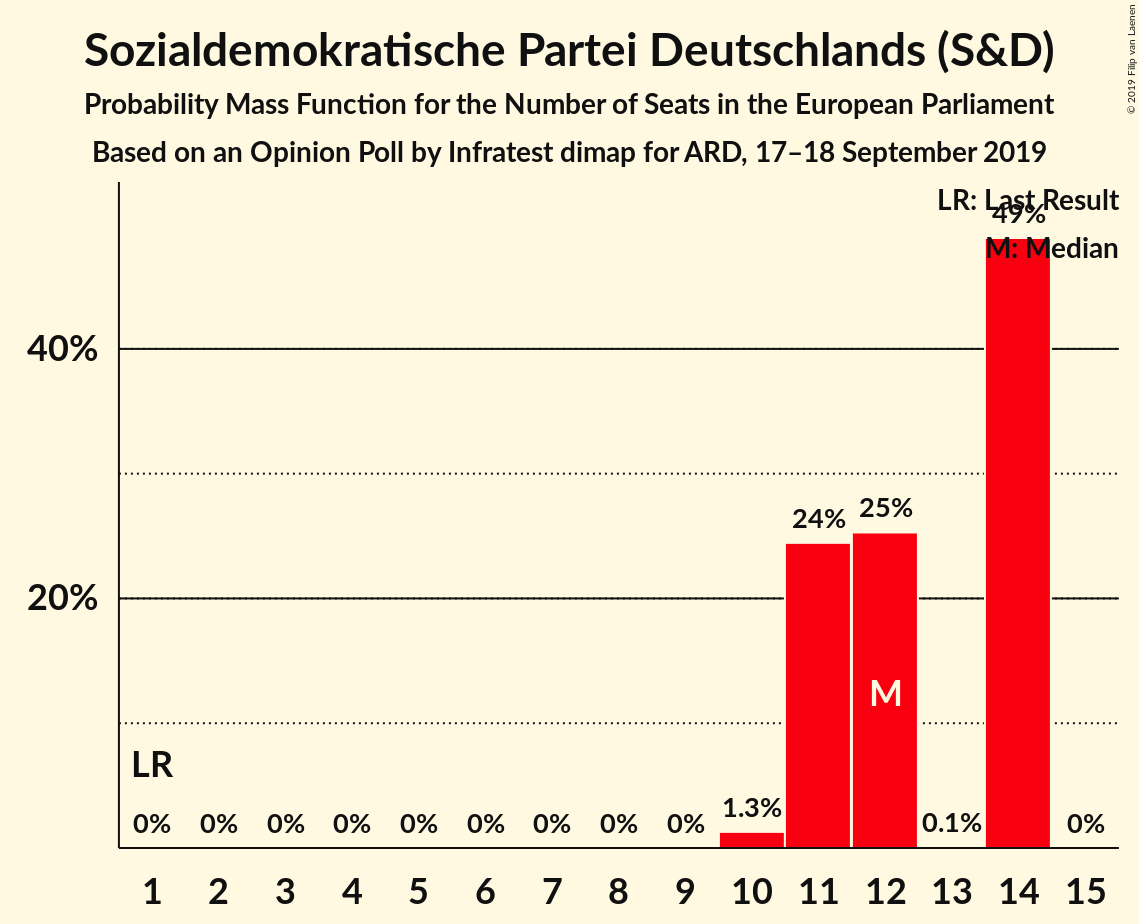 Sozialdemokratische Partei Deutschlands (S&D)
Probability Mass Function for the Number of Seats in the European Parliament
Based on an Opinion Poll by Infratest dimap for ARD, 17–18 September 2019
© 2019 Filip van Laenen
LR: Last Result
49%
M: Median
40%
24% 25%
20%
M
LR
0% 0% 0% 0% 0% 0% 0% 0% 0% 1.3% 0.1% 0%
1 2 3 4 5 6 7 8 9 10 11 12 13 14 15